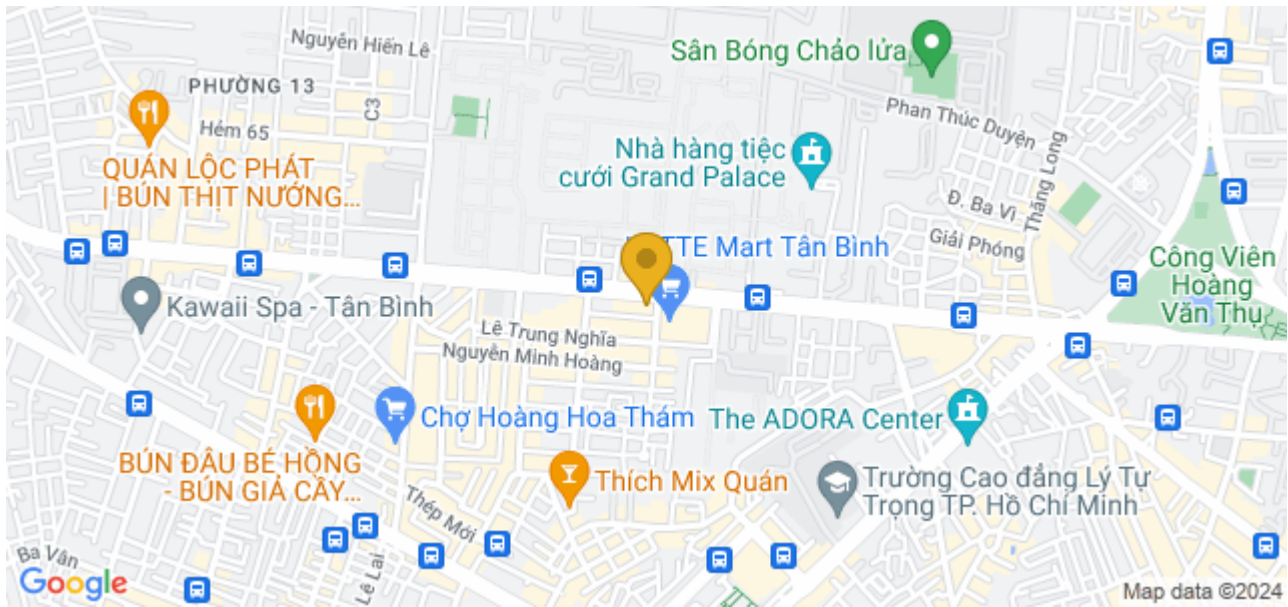 Nguyễn Hiến Lê
Sân Bóng Chảo lửa
PHƯỜNG 13
C3
Phan Thúc Duyện
Hẻm 65
Thăng Long
Nhà hàng tiệc
cưới Grand Palace
QUÁN LỘC PHÁT
| BÚN THỊT NƯỚNG...
Đ. Ba Vì
Giải Phóng
TTE Mart Tân Bình
Công Viên
Hoàng
Văn Thụ
Kawaii Spa - Tân Bình
Lê Trung Nghĩa
Nguyễn Minh Hoàng
Chợ Hoàng Hoa Thám
The ADORA Center
BÚN ĐẬU BÉ HỒNG
- BÚN GIẢ CẦY...
Thích Mix Quán
Trường Cao đẳng Lý Tự
Trọng TP. Hồ Chí Minh
Thép Mới
Ba Vân
Lê Lai
Google
Map data ©2024